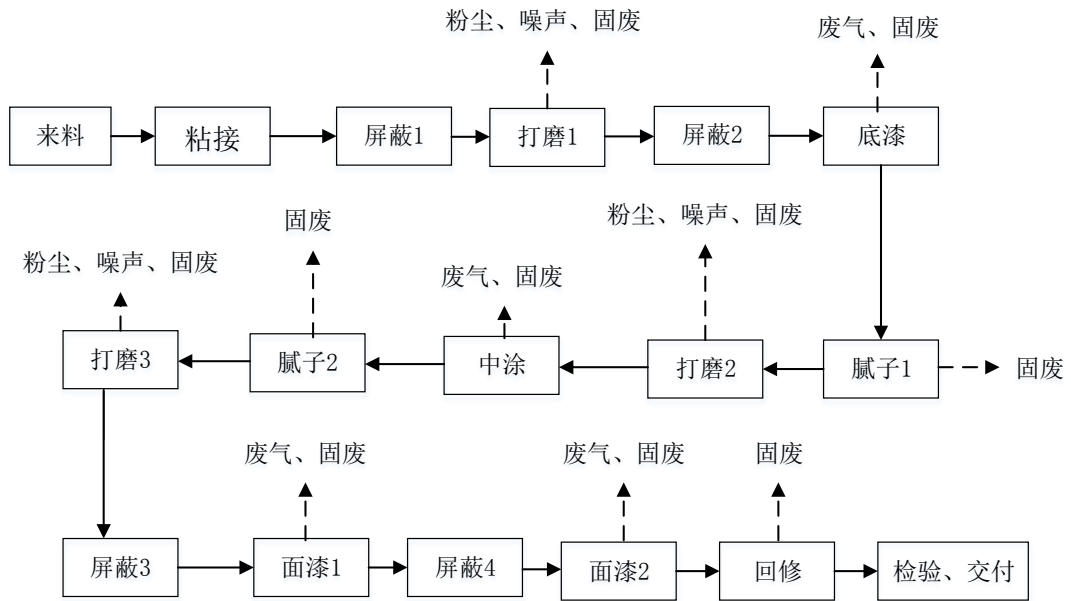 粉尘、噪声、固废
废气、固废
来料
粘接
屏蔽1
打磨1
屏蔽2
底漆
粉尘、噪声、固废
固废
废气、固废
粉尘、噪声、固废
打磨3
腻子2
中涂
打磨2
腻子1
固废
废气、固废
废气、固废
固废
屏蔽3
面漆1
屏蔽4
面漆2
回修
检验、交付